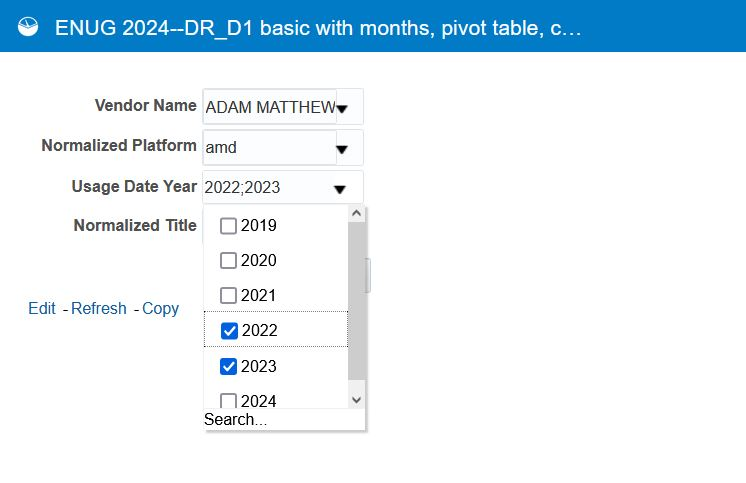 ENUG 2024--DR_D1 basic with months, pivot table, c...
Vendor Name ADAM MATTHEW
Normalized Platform amd
Usage Date Year 2022;2023
Normalized Title
2019
2020
2021
2022
2023
2024
Search...
Edit - Refresh - Copy